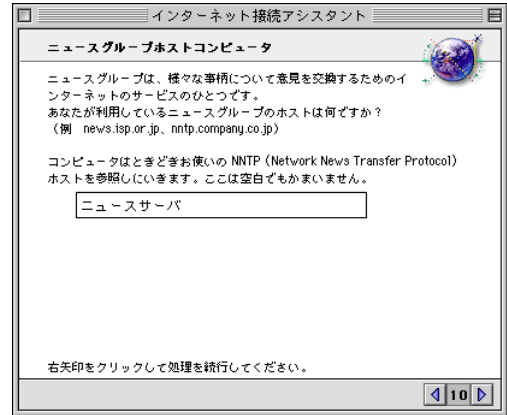 インターネット接続アシスタント
ニュースグループホストコンピュータ
ニュースグループは、様々な事柄について意見を交換するためのイ
ンターネットのサービスのひとつです。
あなたが利用しているニュースグループのホストは何ですか？
（例 news.isp.or.jp、nntp.company.co.jp）
コンピュータはときどきお使いの NNTP（Network News Transfer Protocol）
ホストを参照しにいきます。ここは空白でもかまいません。
ニュースサーバ
右矢印をクリックして処理を続行してください。
10